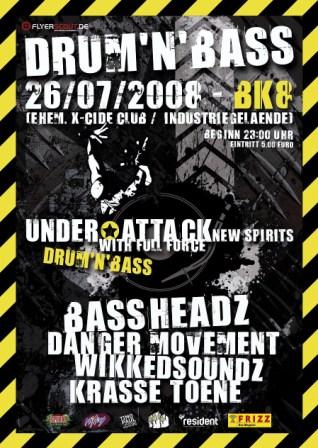 FLYERSCOUT.DE
DRUM'N'BASS
26/07/2008 - BK8
(EHEM. X-CIDE CLUB / INDUSTRIEGELAENDE)
BEGINN 23:00 UHR
EINTRITT 5.00 EURO
UNDER ATTACK NEW SPIRITS
WITH FULL FORCE
DRUM'N'BASS
BASS HEADZ
DANGER MOVEMENT
WIKKEDSOUNDZ
KRASSE TOENE
resident
FRIZZ